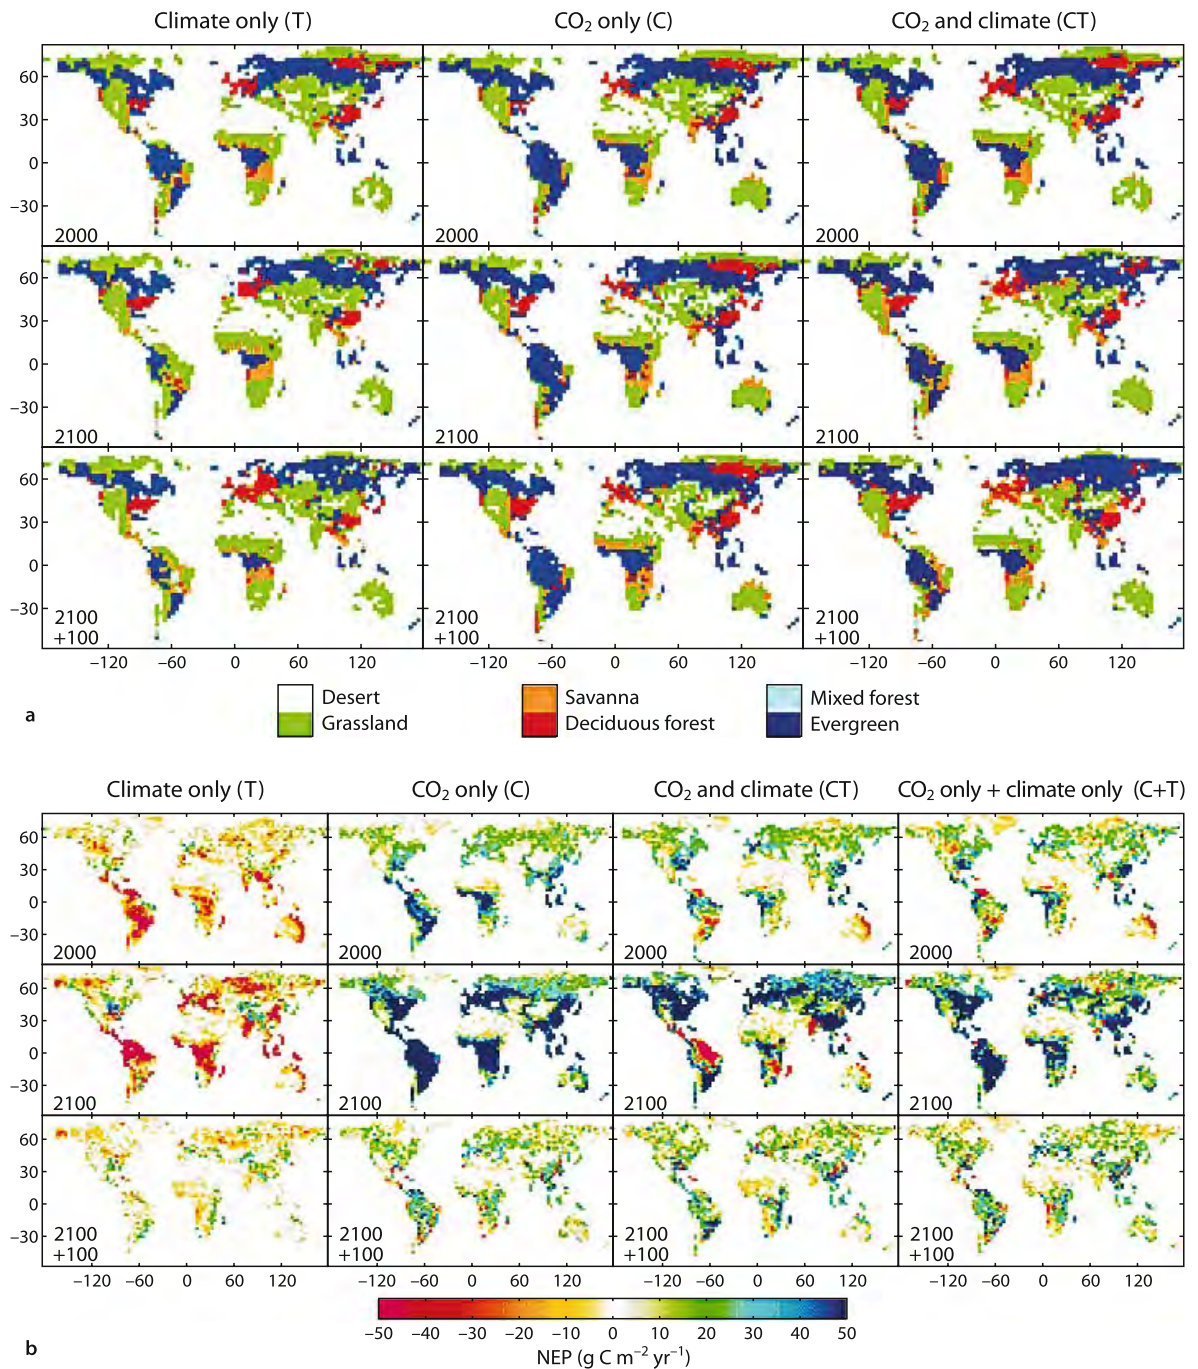 a
Climate only (T) CO₂ only (C) CO₂ and climate (CT)
60
30
0
−30
2000 2000 2000
60
30
0
−30
2100 2100 2100
60
30
0
−30
2100 2100 2100
+100 +100 +100
−120 −60 0 60 120 −120 −60 0 60 120 −120 −60 0 60 120
Desert Savanna Mixed forest
Grassland Deciduous forest Evergreen
a
Climate only (T) CO₂ only (C) CO₂ and climate (CT) CO₂ only + climate only (C+T)
60
30
0
−30
2000 2000 2000 2000
60
30
0
−30
2100 2100 2100 2100
60
30
0
−30
2100 2100 2100 2100
+100 +100 +100 +100
−120 −60 0 60 120 −120 −60 0 60 120 −120 −60 0 60 120 −120 −60 0 60 120
−50 −40 −30 −20 −10 0 10 20 30 40 50
NEP (g C m⁻² yr⁻¹)
b